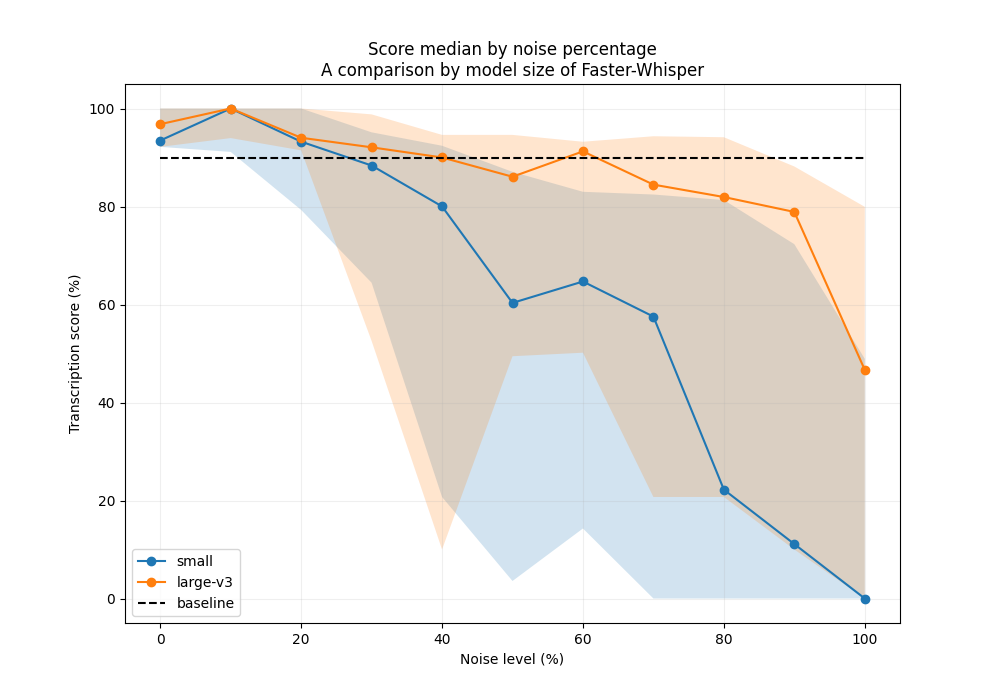 Score median by noise percentage
A comparison by model size of Faster-Whisper
Transcription score (%)
100
80
60
40
20
0
small
large-v3
baseline
0 20 40 60 80 100
Noise level (%)